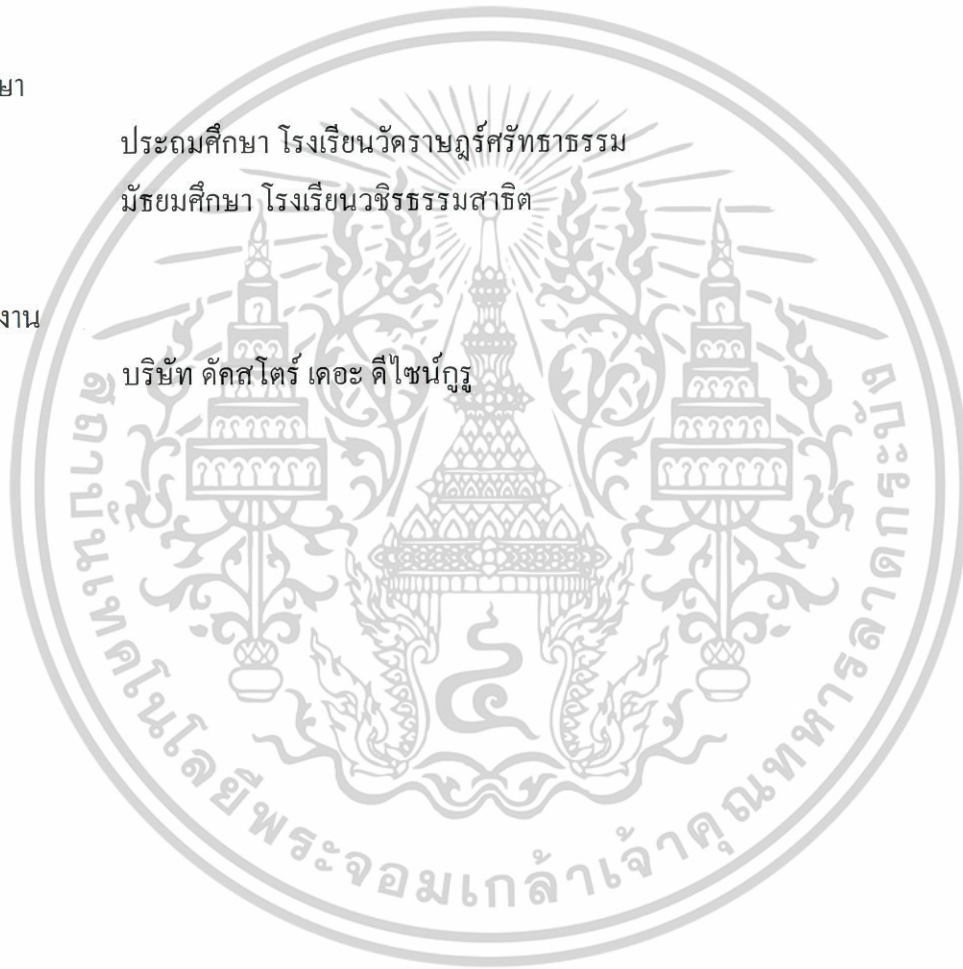 ษา
ประถมศึกษา โรงเรียนวัดราษฎร์ศรัทธาธรรม
มัธยมศึกษา โรงเรียนวชิรธรรมสาธิต
งาน
บริษัท ดัคสโตร์ เดอะ ดีไซน์กูรู
สถาบันเทคโนโลยีพระจอมเกล้าเจ้าคุณทหารลาดกระบัง